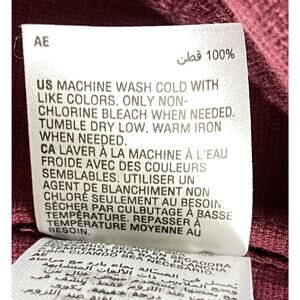 AE
100% قطن
US MACHINE WASH COLD WITH
LIKE COLORS. ONLY NON-
CHLORINE BLEACH WHEN NEEDED.
TUMBLE DRY LOW. WARM IRON
WHEN NEEDED.
CA LAVER À LA MACHINE À L'EAU
FROIDE AVEC DES COULEURS
SEMBLABLES. UTILISER UN
AGENT DE BLANCHIMENT NON
CHLORÉ SEULEMENT AU BESOIN.
SÉCHER PAR CULBUTAGE À BASSE
TEMPÉRATURE. REPASSER À
TEMPÉRATURE MOYENNE AU
BESOIN.